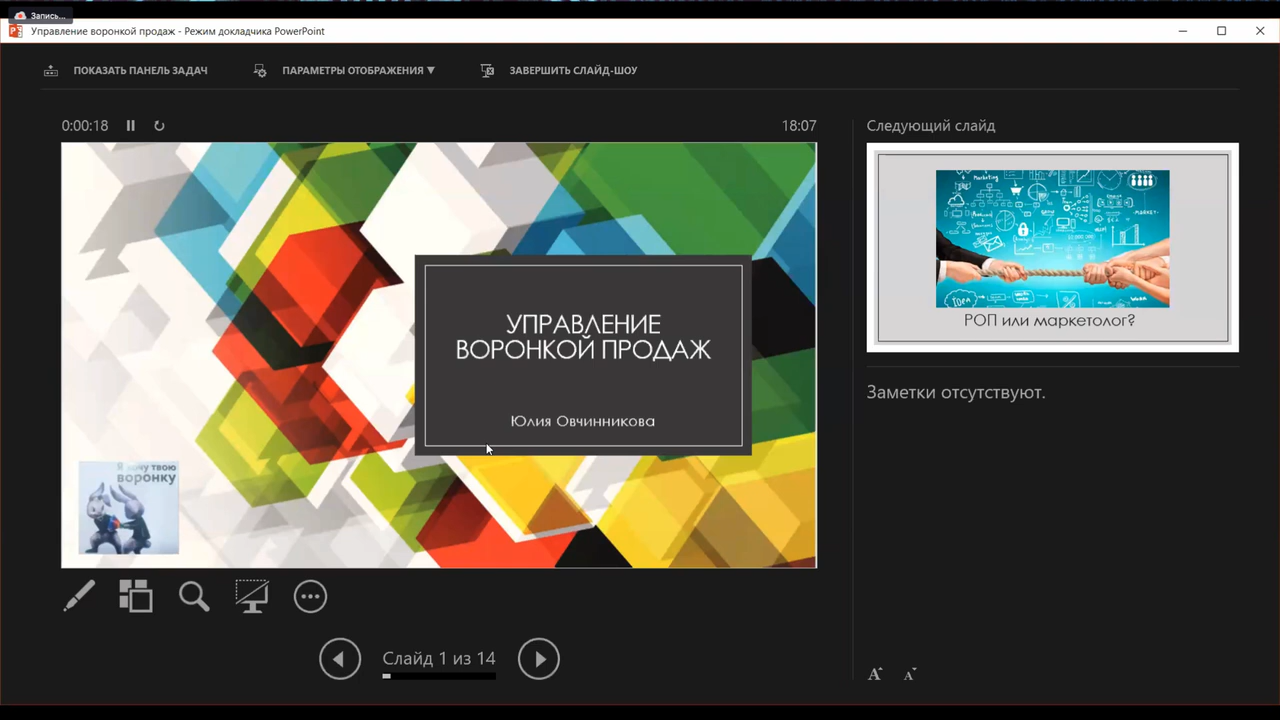 Запись...
Управление воронкой продаж - Режим докладчика PowerPoint
ПОКАЗАТЬ ПАНЕЛЬ ЗАДАЧ
ПАРАМЕТРЫ ОТОБРАЖЕНИЯ ▼
ЗАВЕРШИТЬ СЛАЙД-ШОУ
0:00:18
18:07
УПРАВЛЕНИЕ
ВОРОНКОЙ ПРОДАЖ
Юлия Овчинникова
Я хочу твою
воронку
Следующий слайд
Marketing
IDea
РОП или маркетолог?
Заметки отсутствуют.
Слайд 1 из 14
A A